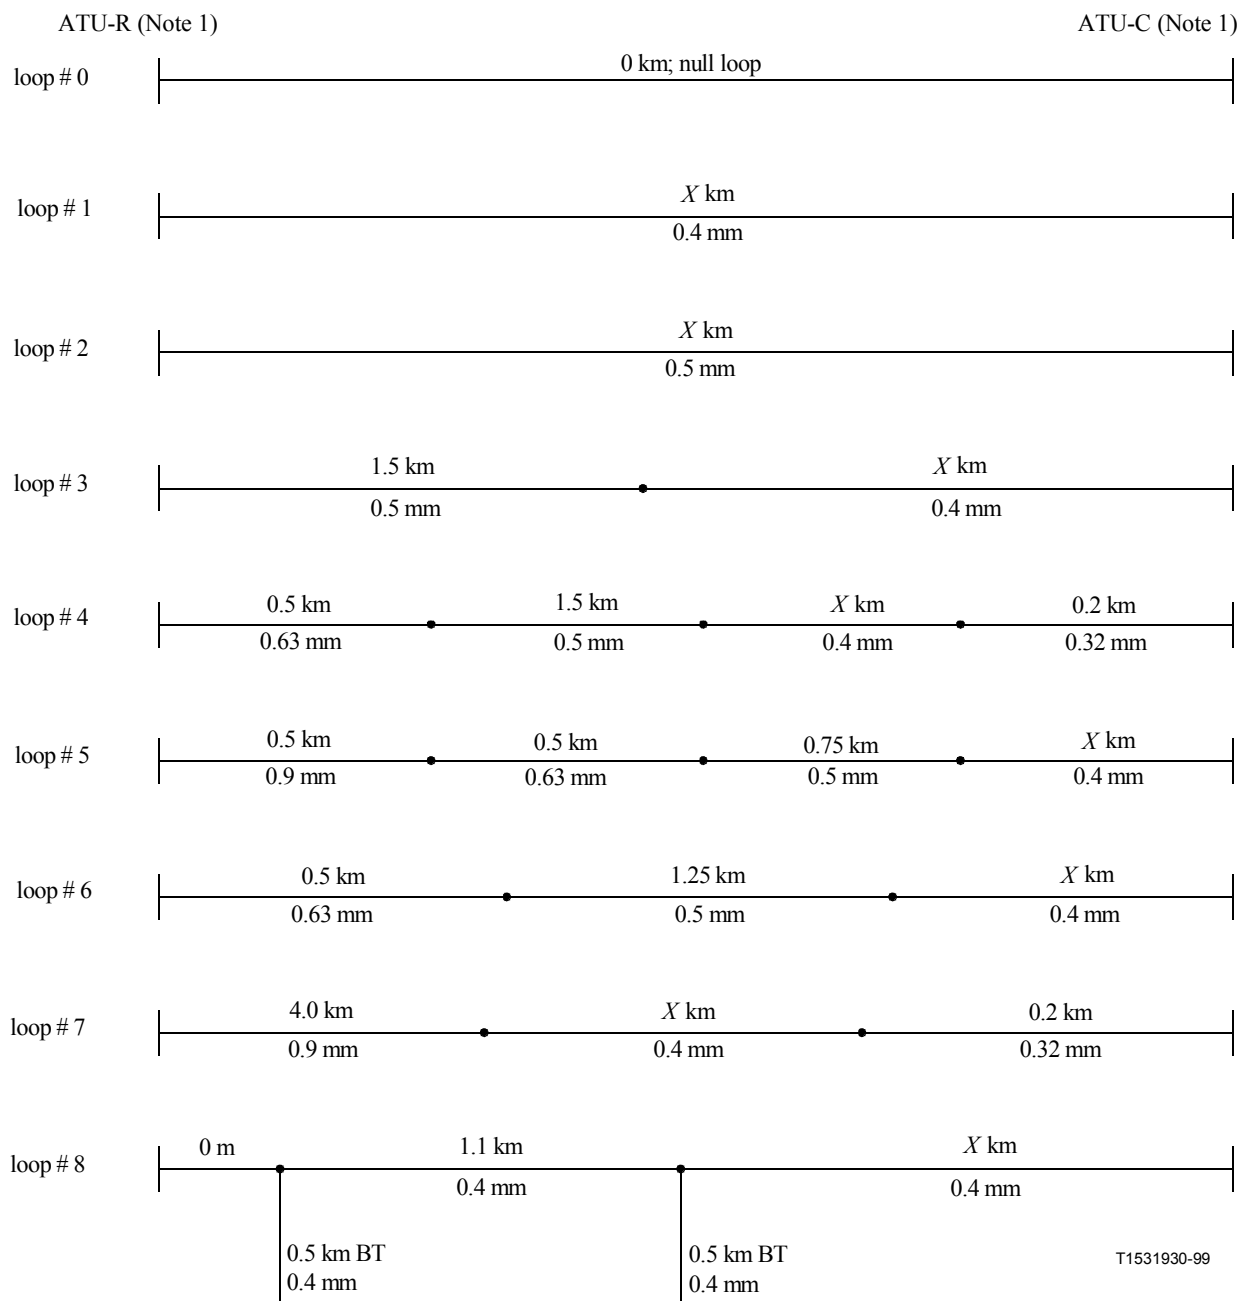 ATU-R (Note 1)
ATU-C (Note 1)
loop # 0
0 km; null loop
loop # 1
X km
0.4 mm
loop # 2
X km
0.5 mm
loop # 3
1.5 km
X km
0.5 mm
0.4 mm
loop # 4
0.5 km
1.5 km
X km
0.2 km
0.63 mm
0.5 mm
0.4 mm
0.32 mm
loop # 5
0.5 km
0.5 km
0.75 km
X km
0.9 mm
0.63 mm
0.5 mm
0.4 mm
loop # 6
0.5 km
1.25 km
X km
0.63 mm
0.5 mm
0.4 mm
loop # 7
4.0 km
X km
0.2 km
0.9 mm
0.4 mm
0.32 mm
loop # 8
0 m
1.1 km
X km
0.4 mm
0.4 mm
0.5 km BT
0.4 mm
0.5 km BT
0.4 mm
T1531930-99